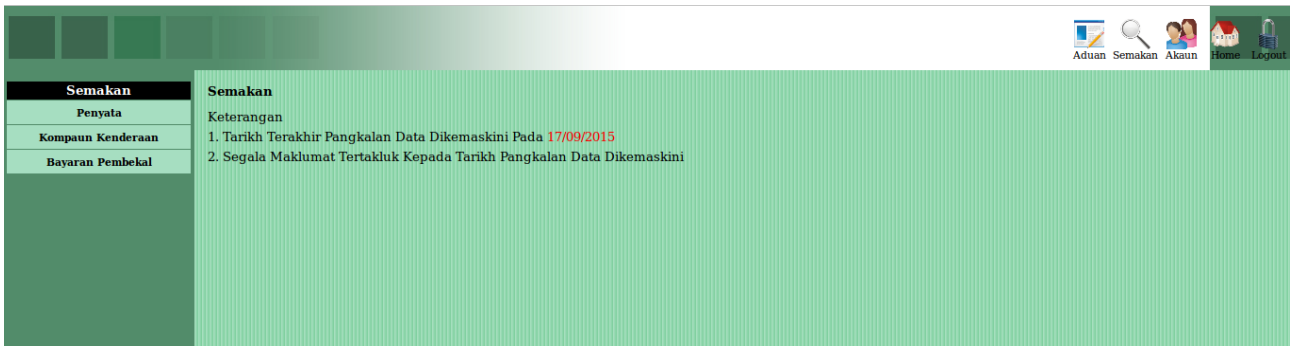 Aduan Semakan Akaun Home Logout
Semakan
Penyata
Kompaun Kenderaan
Bayaran Pembekal
Semakan
Keterangan
1. Tarikh Terakhir Pangkalan Data Dikemaskini Pada 17/09/2015
2. Segala Maklumat Tertakluk Kepada Tarikh Pangkalan Data Dikemaskini